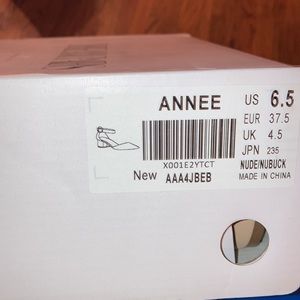 ANNEE
US 6.5
EUR 37.5
UK 4.5
JPN 235
X001E2YTCT
NUDE/NUBUCK
New AAA4JBEB
MADE IN CHINA